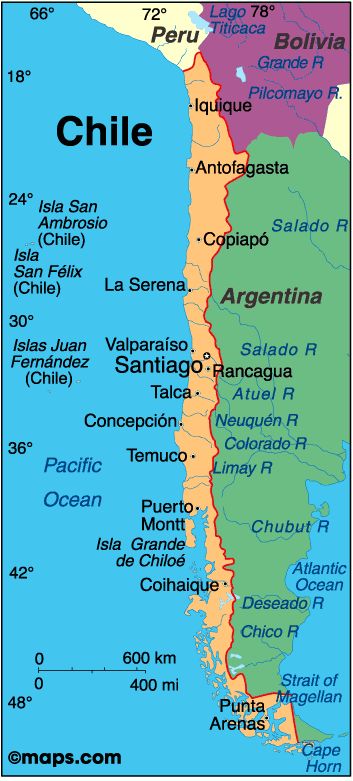 66°
72°
78°
Lago
Titicaca
Peru
Bolivia
Grande R
18°
Pilcomayo R.
Iquique
Chile
Antofagasta
24°
Isla San
Ambrosio
(Chile)
Salado R
Copiapó
Isla
San Félix
(Chile)
La Serena
Argentina
30°
Islas Juan
Fernández
(Chile)
Valparaíso
Santiago
Salado R
Rancagua
Talca
Atuel R
Concepción
Neuquén R
36°
Colorado R
Temuco
Limay R
Pacific
Ocean
Puerto
Montt
Chubut R
Isla Grande
de Chiloé
42°
Atlantic
Ocean
Coihaique
Deseado R
Chico R
0 600 km
0 400 mi
Strait of
Magellan
48°
Punta
Arenas
Cape
Horn
©maps.com